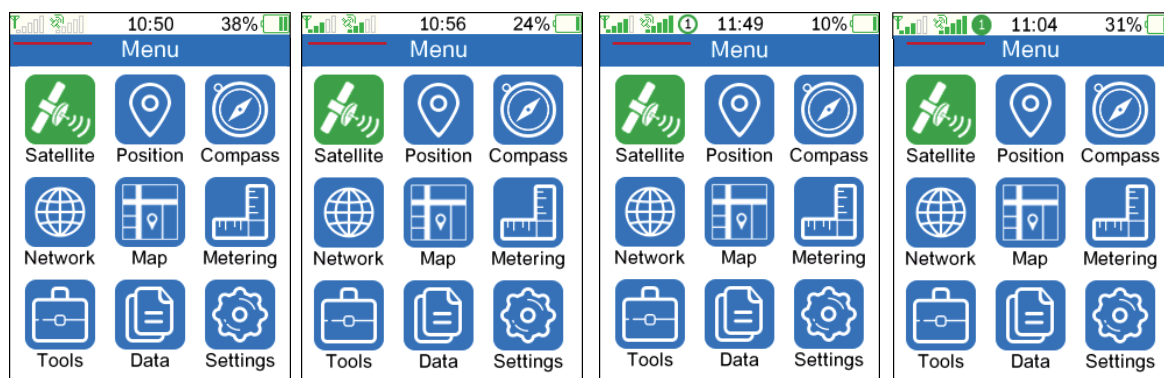 10:50 38%
Menu
Satellite Position Compass
Network Map Metering
Tools Data Settings
10:56 24%
Menu
Satellite Position Compass
Network Map Metering
Tools Data Settings
1 11:49 10%
Menu
Satellite Position Compass
Network Map Metering
Tools Data Settings
1 11:04 31%
Menu
Satellite Position Compass
Network Map Metering
Tools Data Settings